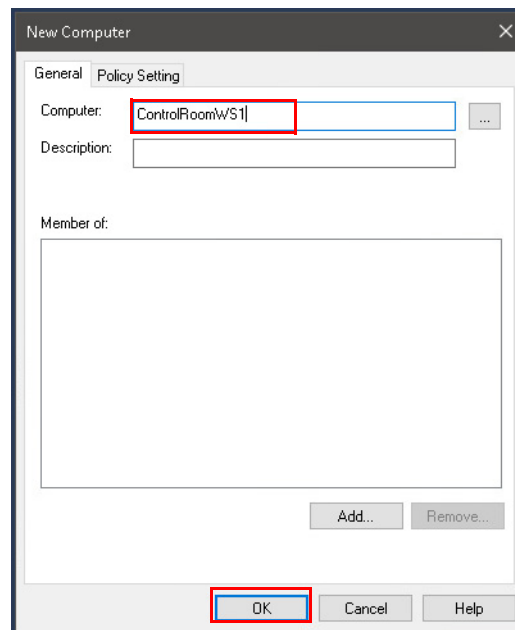 New Computer
General Policy Setting
Computer: ControlRoomWS1 ...
Description:
Member of:
Add... Remove...
OK Cancel Help